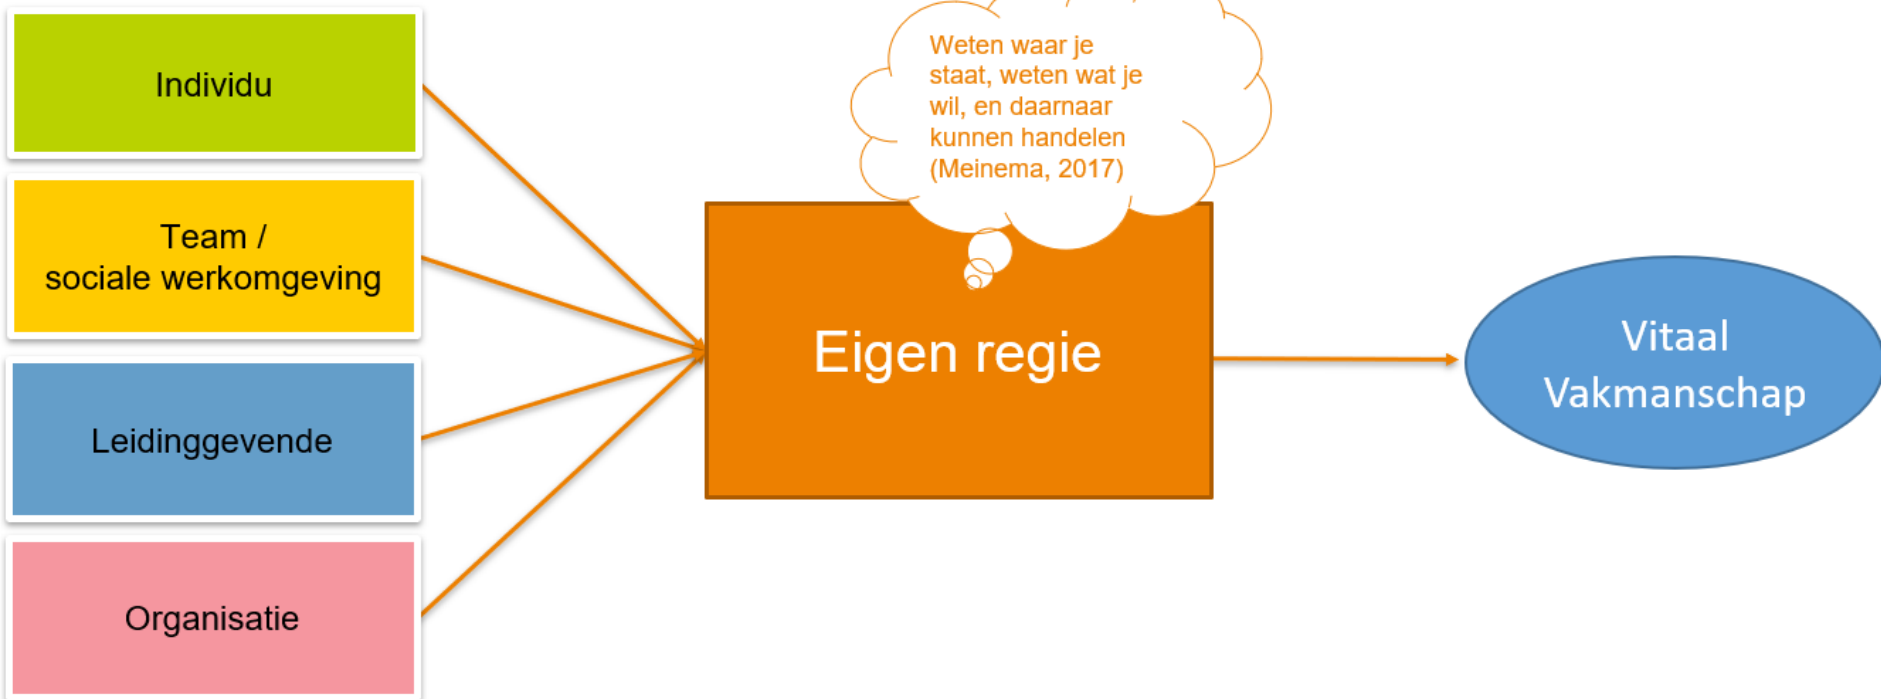 Individu
Team /
sociale werkomgeving
Leidinggevende
Organisatie
Weten waar je
staat, weten wat je
wil, en daarnaar
kunnen handelen
(Meinema, 2017)
Eigen regie
Vitaal
Vakmanschap